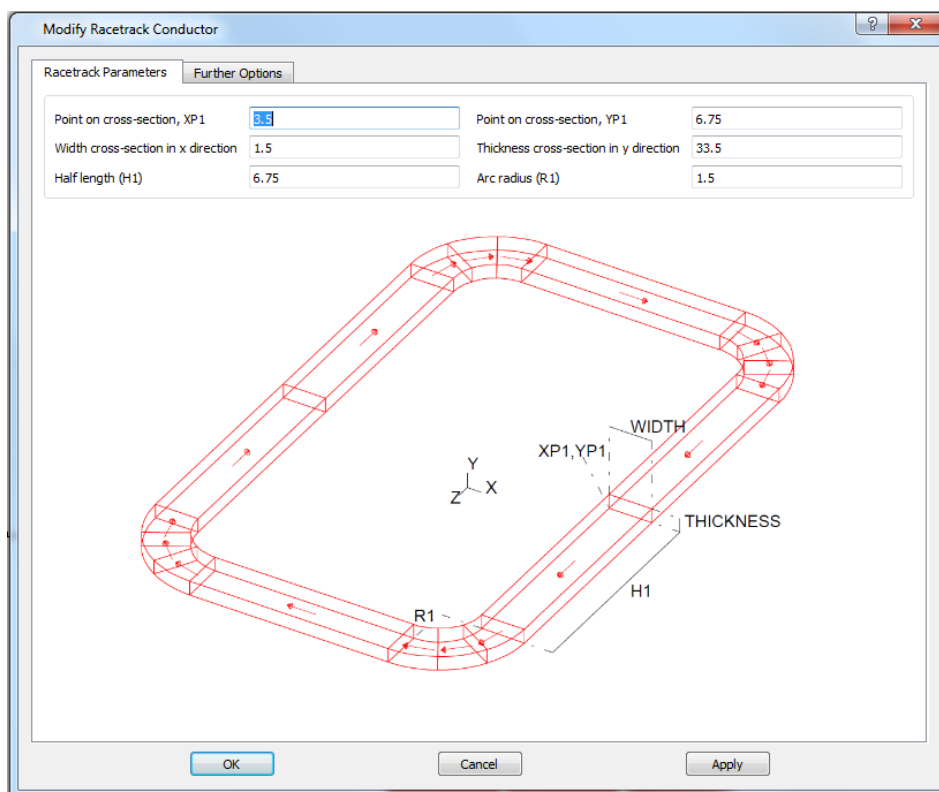 Modify Racetrack Conductor
Racetrack Parameters
Further Options
Point on cross-section, XP1
3.5
Point on cross-section, YP1
6.75
Width cross-section in x direction
1.5
Thickness cross-section in y direction
33.5
Half length (H1)
6.75
Arc radius (R1)
1.5
WIDTH
XP1,YP1
Y
X
Z
THICKNESS
H1
R1
OK
Cancel
Apply